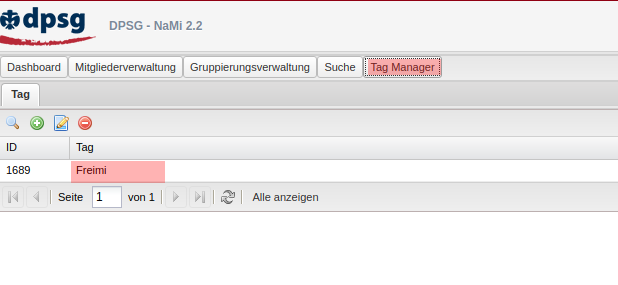 dpsg
DPSG - NaMi 2.2
Dashboard Mitgliederverwaltung Gruppierungsverwaltung Suche Tag Manager
Tag
ID Tag
1689 Freimi
Seite 1 von 1 Alle anzeigen